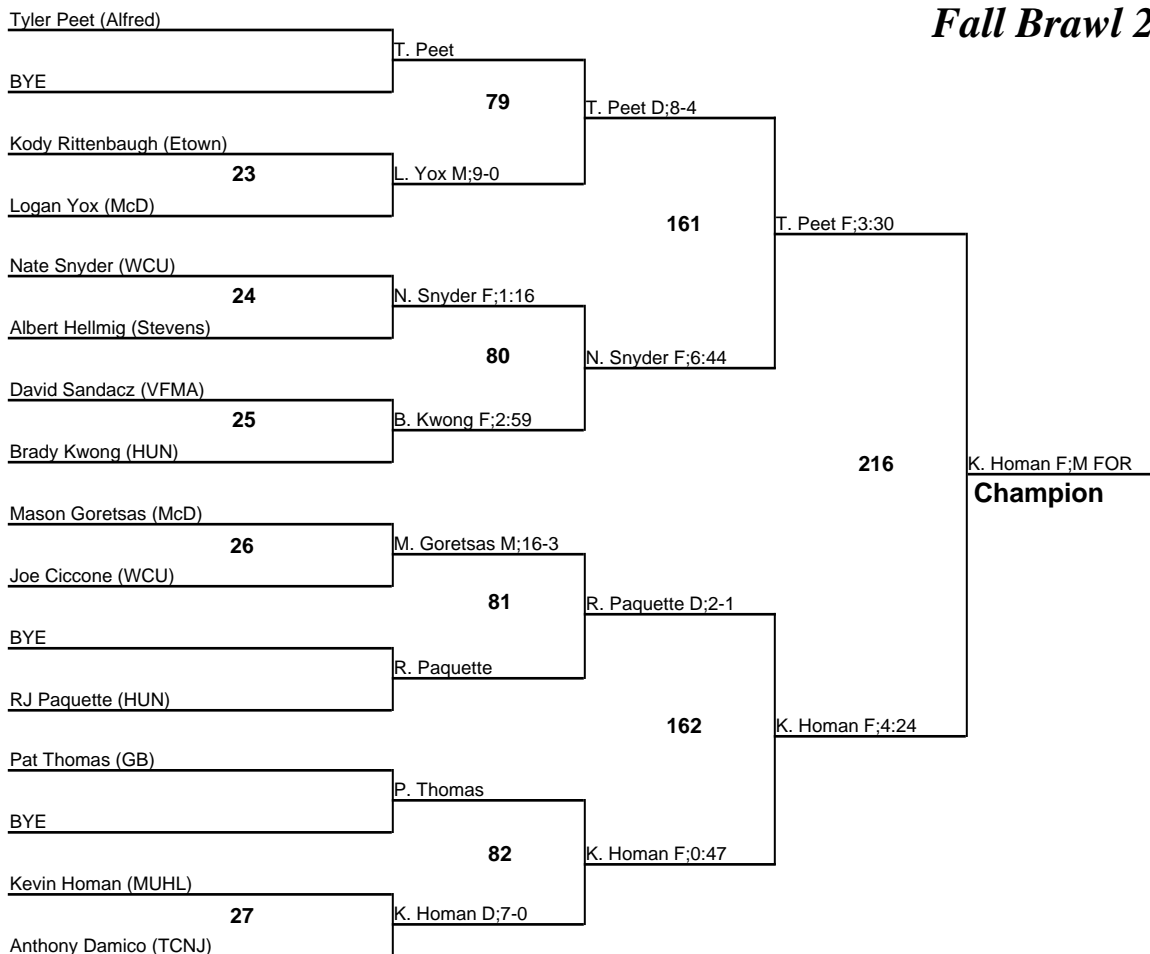 Fall Brawl 2
Tyler Peet (Alfred)
T. Peet
BYE
79
T. Peet D;8-4
Kody Rittenbaugh (Etown)
23
L. Yox M;9-0
Logan Yox (McD)
161
T. Peet F;3:30
Nate Snyder (WCU)
24
N. Snyder F;1:16
Albert Hellmig (Stevens)
80
N. Snyder F;6:44
David Sandacz (VFMA)
25
B. Kwong F;2:59
Brady Kwong (HUN)
216
K. Homan F;M FOR
Champion
Mason Goretsas (McD)
26
M. Goretsas M;16-3
Joe Ciccone (WCU)
81
R. Paquette D;2-1
BYE
R. Paquette
RJ Paquette (HUN)
162
K. Homan F;4:24
Pat Thomas (GB)
P. Thomas
BYE
82
K. Homan F;0:47
Kevin Homan (MUHL)
27
K. Homan D;7-0
Anthony Damico (TCNJ)